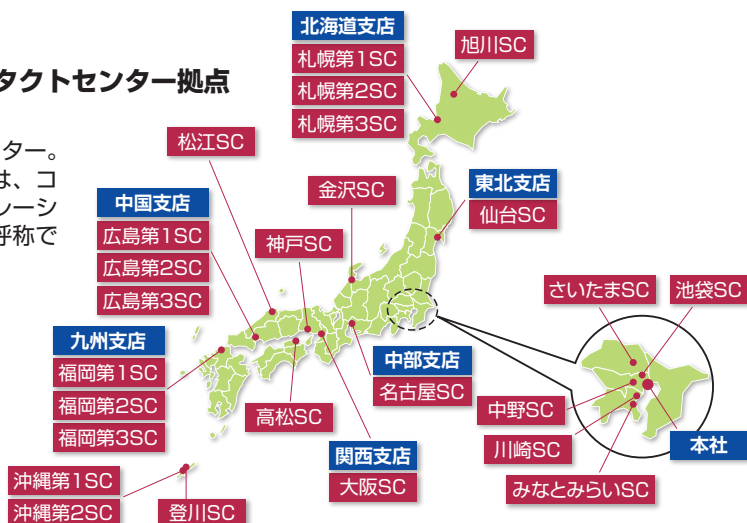 タクトセンター拠点
ター。
は、コ
レーシ
呼称で
北海道支店
札幌第1SC
札幌第2SC
札幌第3SC
旭川SC
松江SC
金沢SC
東北支店
仙台SC
中国支店
広島第1SC
広島第2SC
広島第3SC
神戸SC
さいたまSC
池袋SC
九州支店
福岡第1SC
福岡第2SC
福岡第3SC
中部支店
名古屋SC
高松SC
中野SC
川崎SC
本社
みなとみらいSC
関西支店
大阪SC
沖縄第1SC
沖縄第2SC
登川SC